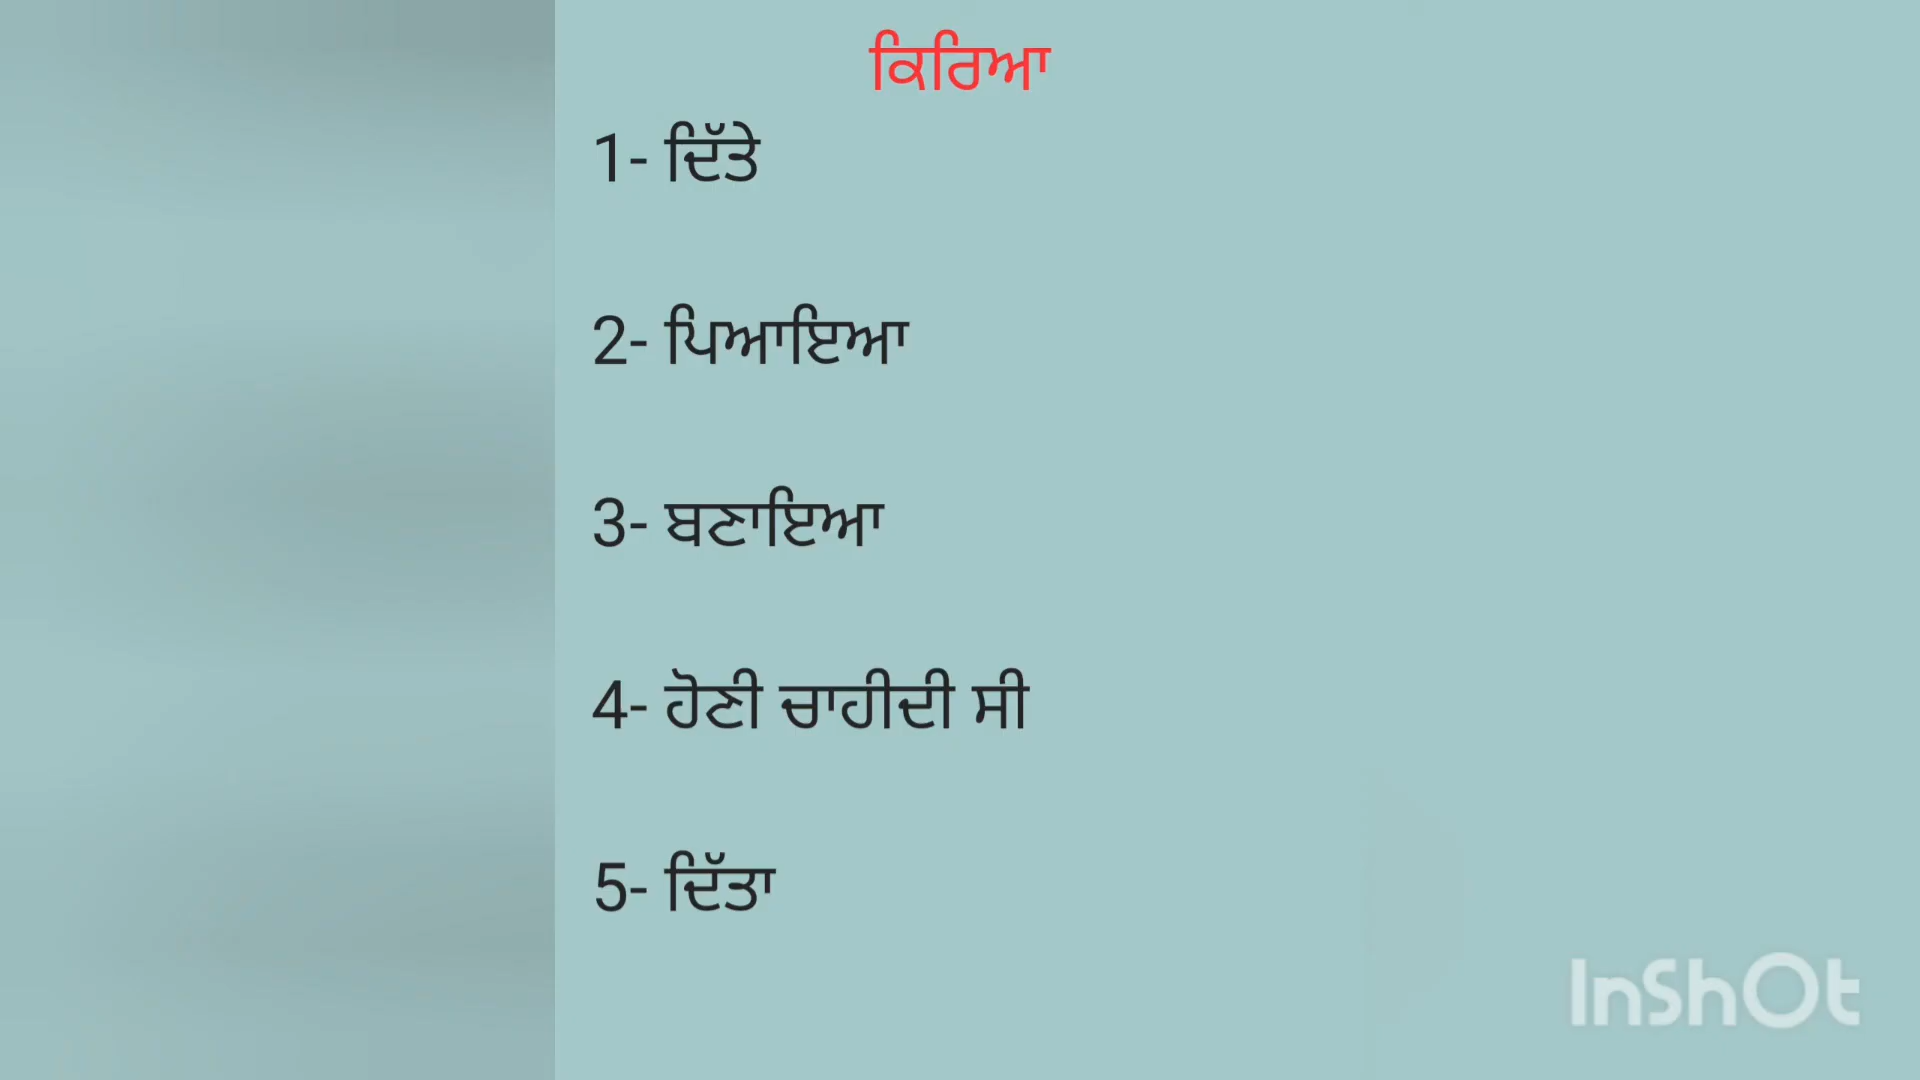 ਕਿਰਿਆ
1- ਦਿੱਤੇ
2- ਪਿਆਇਆ
3- ਬਣਾਇਆ
4- ਹੋਣੀ ਚਾਹੀਦੀ ਸੀ
5- ਦਿੱਤਾ
InShOt